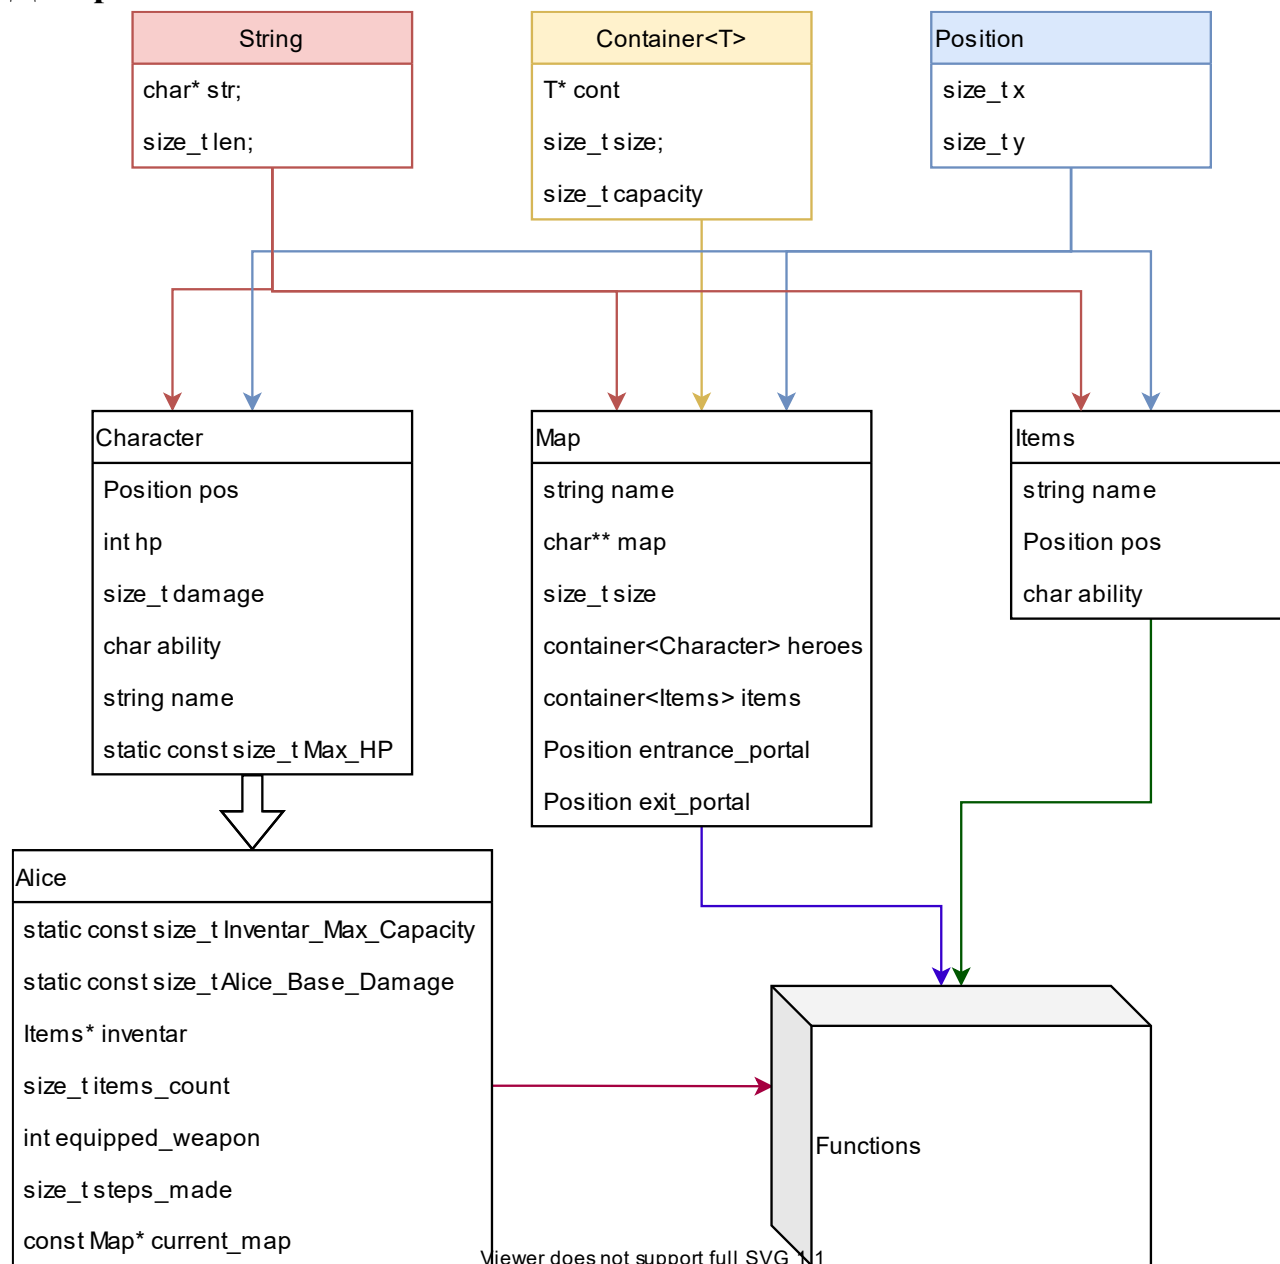 String
char* str;
size_t len;
Container<T>
T* cont
size_t size;
size_t capacity
Position
size_t x
size_t y
Character
Position pos
int hp
size_t damage
char ability
string name
static const size_t Max_HP
Map
string name
char** map
size_t size
container<Character> heroes
container<Items> items
Position entrance_portal
Position exit_portal
Items
string name
Position pos
char ability
Alice
static const size_t Inventar_Max_Capacity
static const size_t Alice_Base_Damage
Items* inventar
size_t items_count
int equipped_weapon
size_t steps_made
const Map* current_map
Functions
Viewer does not support full SVG 1.1